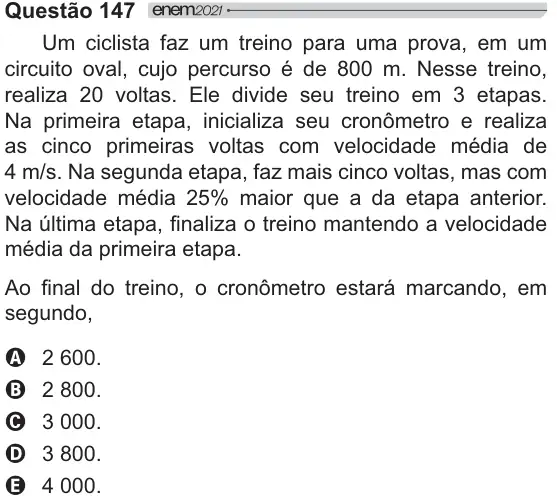 Questão 147 enem2021
Um ciclista faz um treino para uma prova, em um
circuito oval, cujo percurso é de 800 m. Nesse treino,
realiza 20 voltas. Ele divide seu treino em 3 etapas.
Na primeira etapa, inicializa seu cronômetro e realiza
as cinco primeiras voltas com velocidade média de
4 m/s. Na segunda etapa, faz mais cinco voltas, mas com
velocidade média 25% maior que a da etapa anterior.
Na última etapa, finaliza o treino mantendo a velocidade
média da primeira etapa.
Ao final do treino, o cronômetro estará marcando, em
segundo,
A 2 600.
B 2 800.
C 3 000.
D 3 800.
E 4 000.